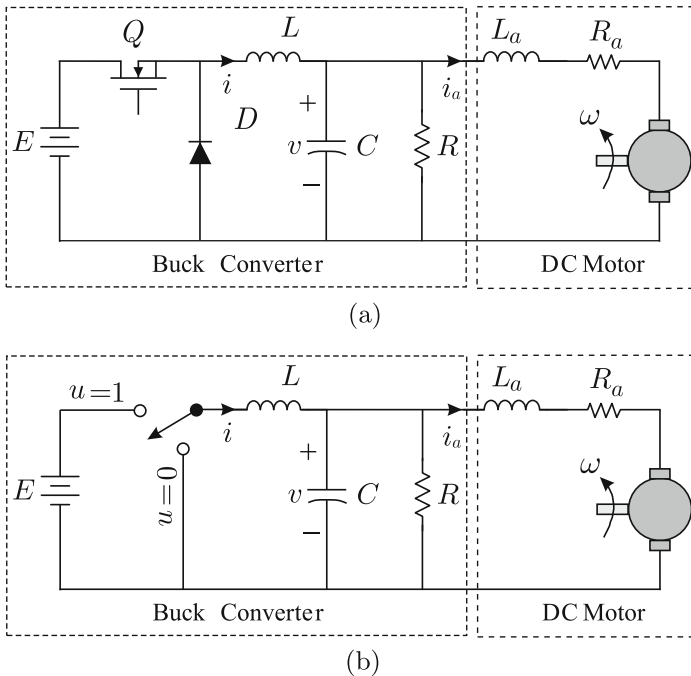 Q
L
L_a
R_a
i
i_a
ω
E
D
+
v
−
C
R
Buck Converter
DC Motor
(a)
u=1
L
L_a
R_a
i
i_a
ω
E
u=0
+
v
−
C
R
Buck Converter
DC Motor
(b)